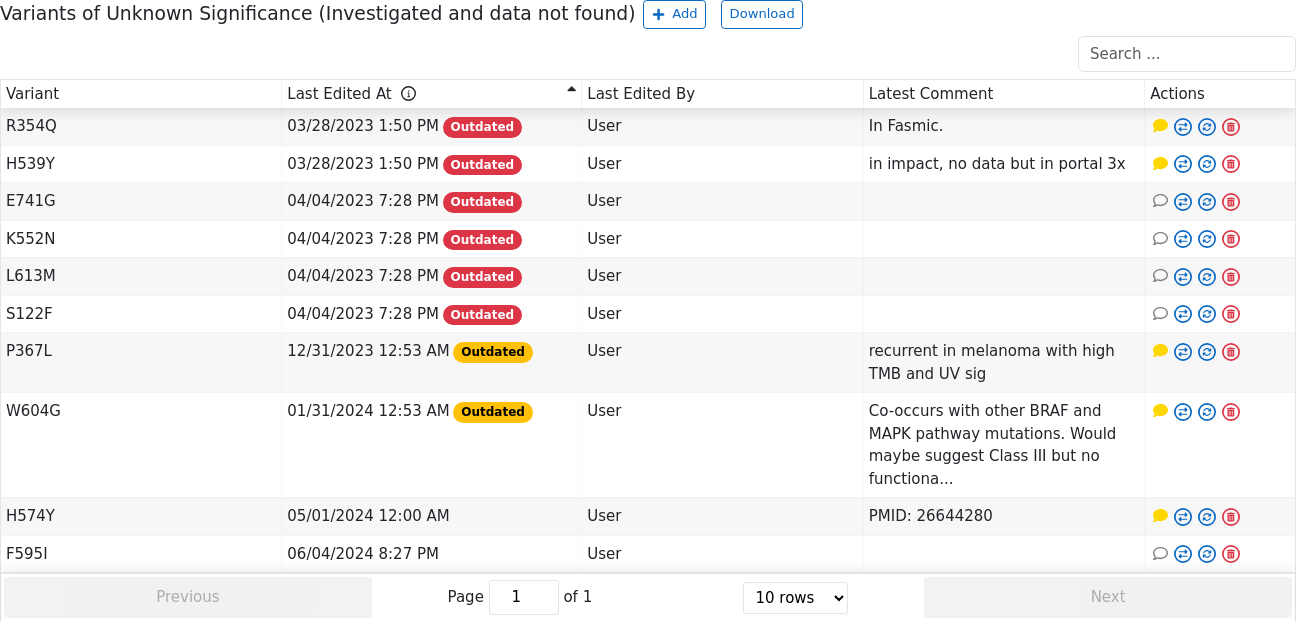 Variants of Unknown Significance (Investigated and data not found) + Add Download
Search ...
Variant Last Edited At Last Edited By Latest Comment Actions
R354Q 03/28/2023 1:50 PM Outdated User In Fasmic.
H539Y 03/28/2023 1:50 PM Outdated User in impact, no data but in portal 3x
E741G 04/04/2023 7:28 PM Outdated User
K552N 04/04/2023 7:28 PM Outdated User
L613M 04/04/2023 7:28 PM Outdated User
S122F 04/04/2023 7:28 PM Outdated User
P367L 12/31/2023 12:53 AM Outdated User recurrent in melanoma with high
TMB and UV sig
W604G 01/31/2024 12:53 AM Outdated User Co-occurs with other BRAF and
MAPK pathway mutations. Would
maybe suggest Class III but no
functiona...
H574Y 05/01/2024 12:00 AM User PMID: 26644280
F595I 06/04/2024 8:27 PM User
Previous Page 1 of 1 10 rows Next